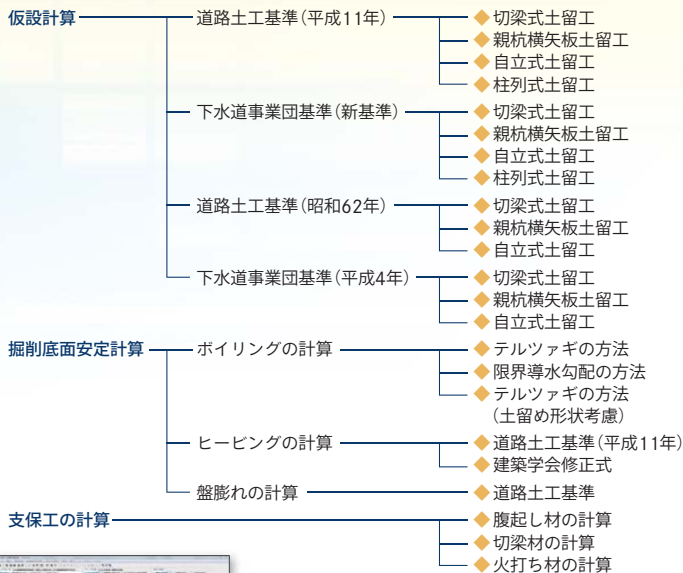 仮設計算 道路土工基準(平成11年) ◆切梁式土留工
◆親杭横矢板土留工
◆自立式土留工
◆柱列式土留工
下水道事業団基準(新基準) ◆切梁式土留工
◆親杭横矢板土留工
◆自立式土留工
◆柱列式土留工
道路土工基準(昭和62年) ◆切梁式土留工
◆親杭横矢板土留工
◆自立式土留工
下水道事業団基準(平成4年) ◆切梁式土留工
◆親杭横矢板土留工
◆自立式土留工
掘削底面安定計算 ボイリングの計算 ◆テルツァギの方法
◆限界導水勾配の方法
◆テルツァギの方法
(土留め形状考慮)
ヒービングの計算 ◆道路土工基準(平成11年)
◆建築学会修正式
盤膨れの計算 ◆道路土工基準
支保工の計算 ◆腹起し材の計算
◆切梁材の計算
◆火打ち材の計算